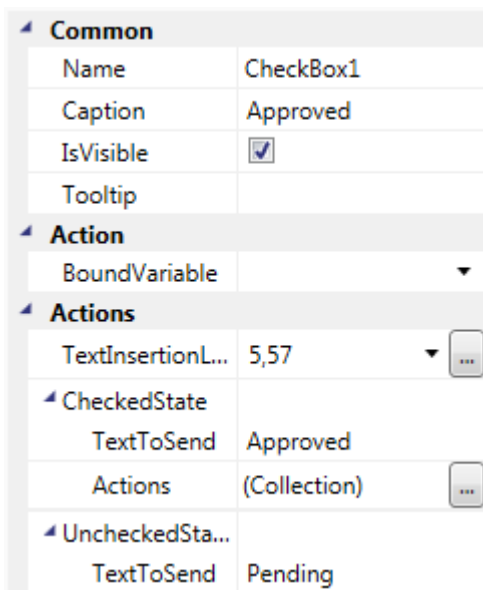 Common
Name CheckBox1
Caption Approved
IsVisible
Tooltip
Action
BoundVariable
Actions
TextInsertionL... 5,57 ...
CheckedState
TextToSend Approved
Actions (Collection) ...
UncheckedSta...
TextToSend Pending